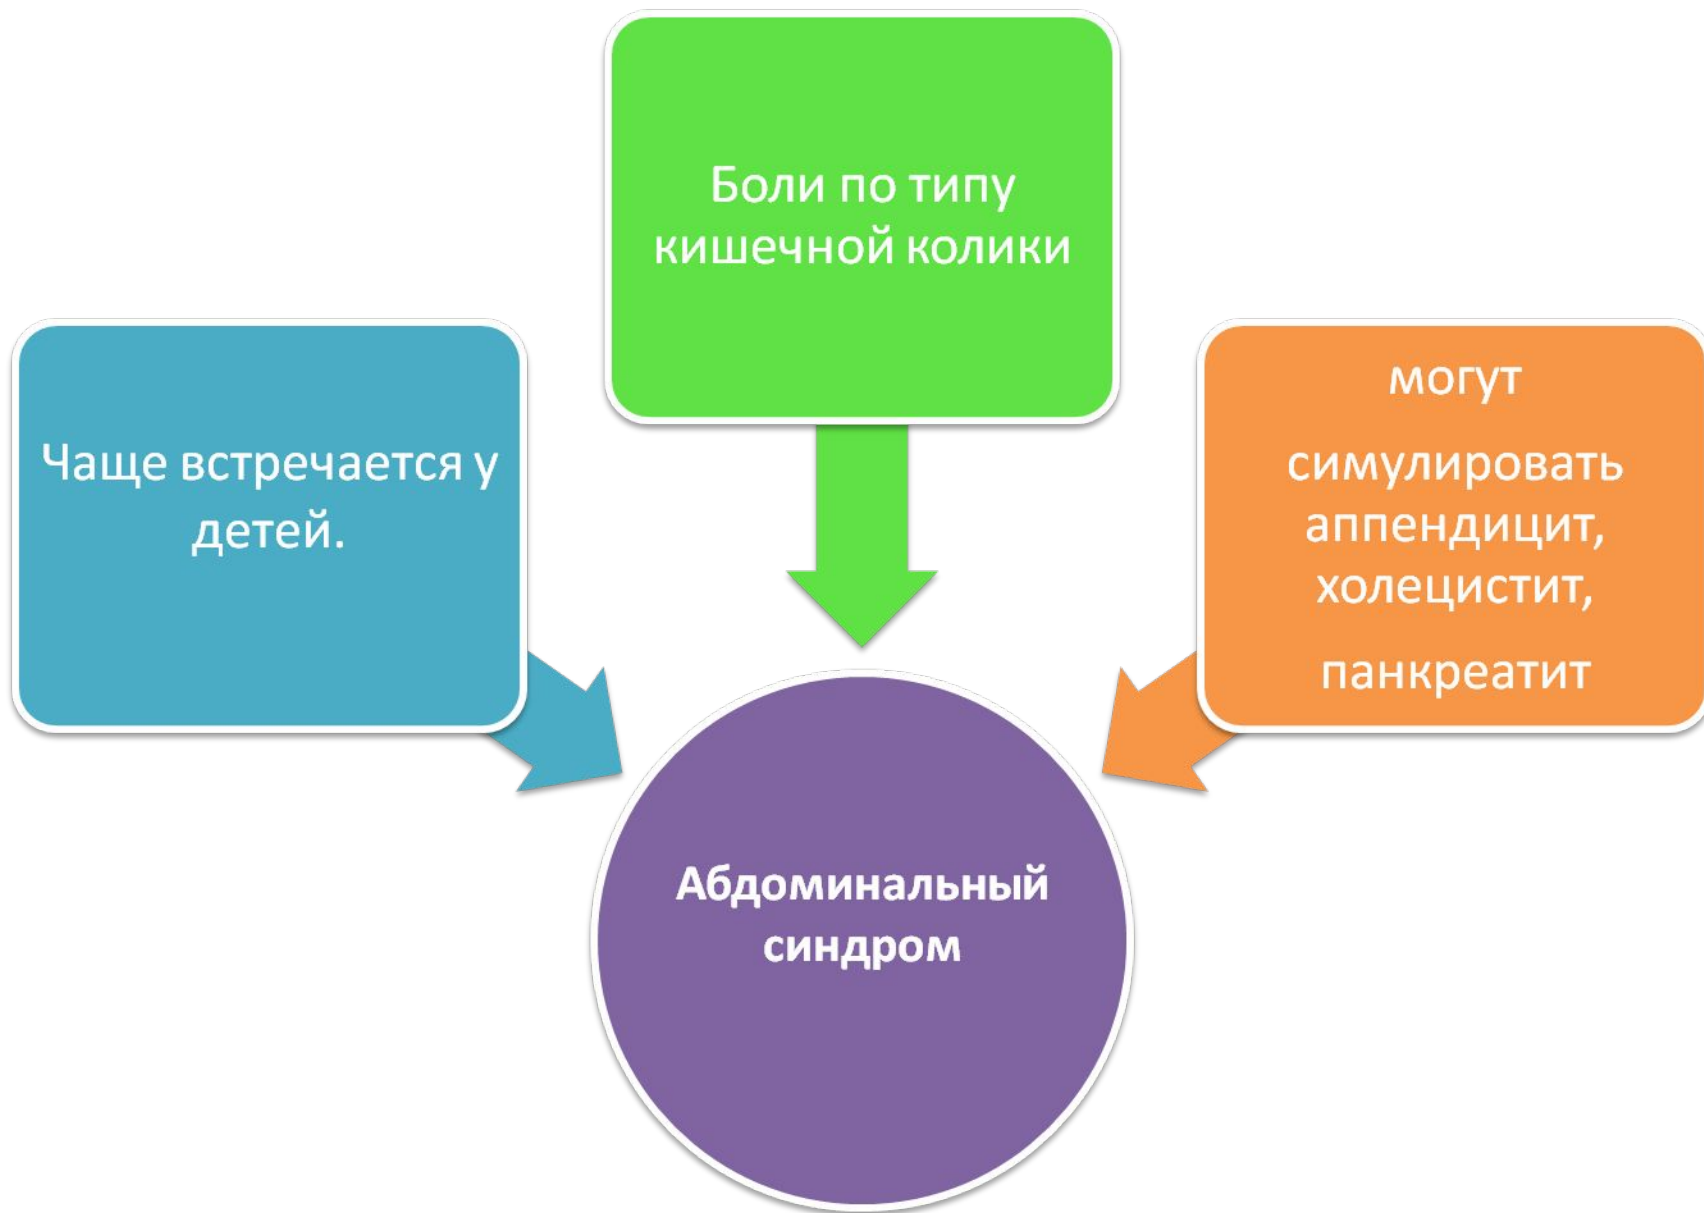 Боли по типу
кишечной колики
Чаще встречается у
детей.
могут
симулировать
аппендицит,
холецистит,
панкреатит
Абдоминальный
синдром